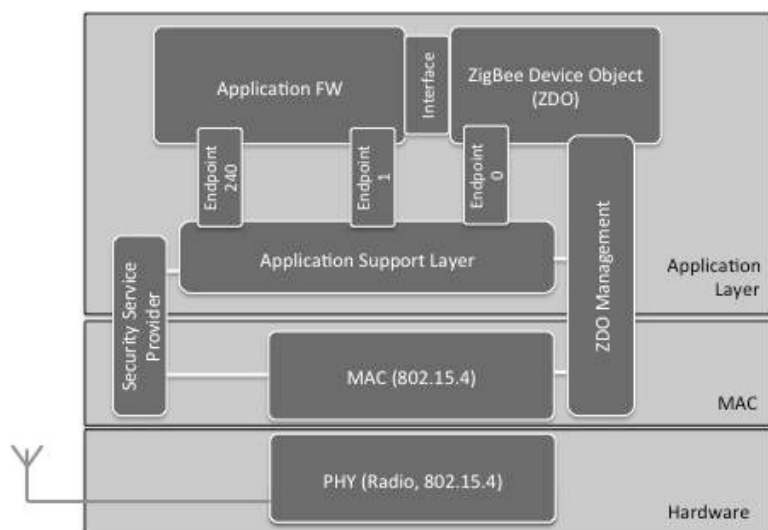 Application FW
Interface
ZigBee Device Object
(ZDO)
Endpoint
240
Endpoint
1
Endpoint
0
Application Support Layer
Security Service
Provider
ZDO Management
Application
Layer
MAC (802.15.4)
MAC
PHY (Radio, 802.15.4)
Hardware